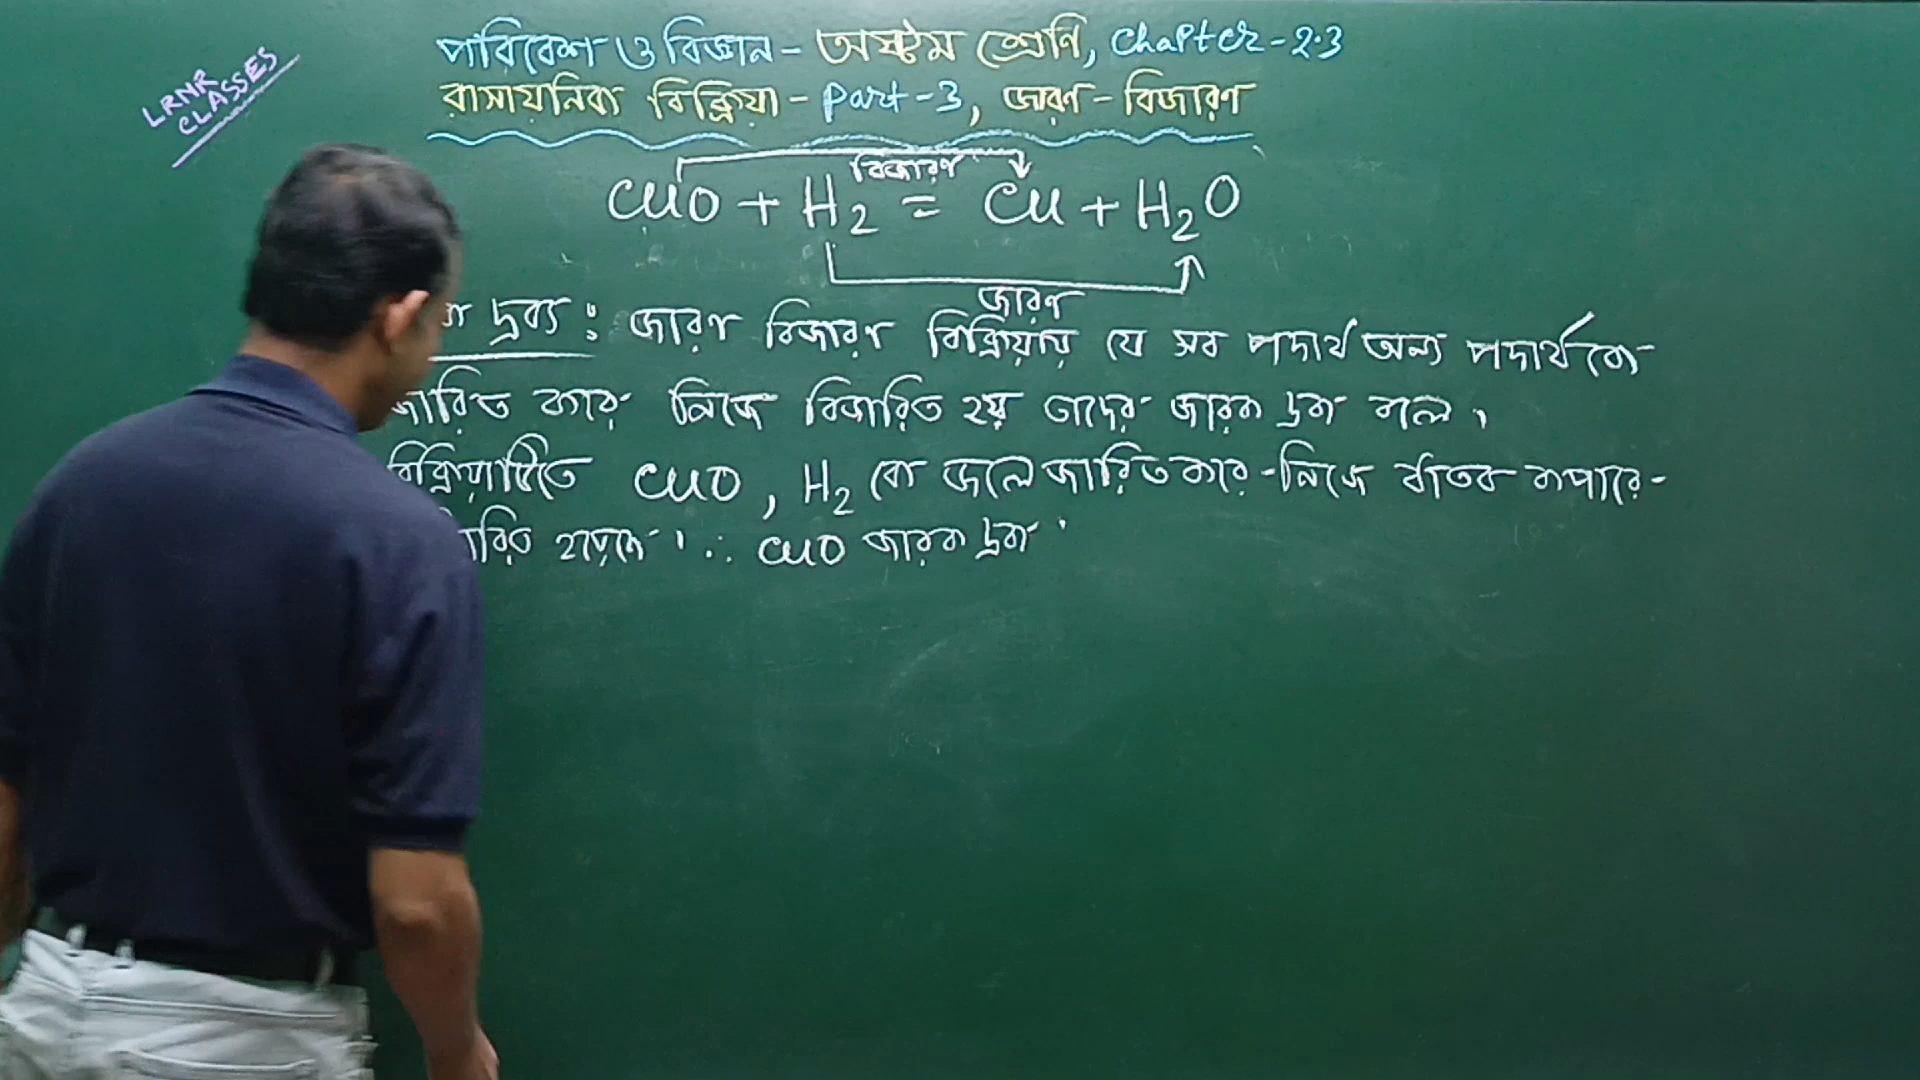 LRNR
CLASSES
পরিবেশ ও বিজ্ঞান - অষ্টম শ্রেণি, Chapter - 2.3
রাসায়নিক বিক্রিয়া - Part - 3, জারণ - বিজারণ
বিজারণ
CuO + H₂ = Cu + H₂O
জারণ
দ্রব্য : জারণ বিজারণ বিক্রিয়ায় যে সব পদার্থ অন্য পদার্থকে
জারিত করে নিজে বিজারিত হয় তাদের জারক দ্রব্য বলে ।
বিক্রিয়াটিতে CuO , H₂ কে জলে জারিত করে নিজে ধাতব কপারে
হয়েছে । ∴ CuO জারক দ্রব্য ।